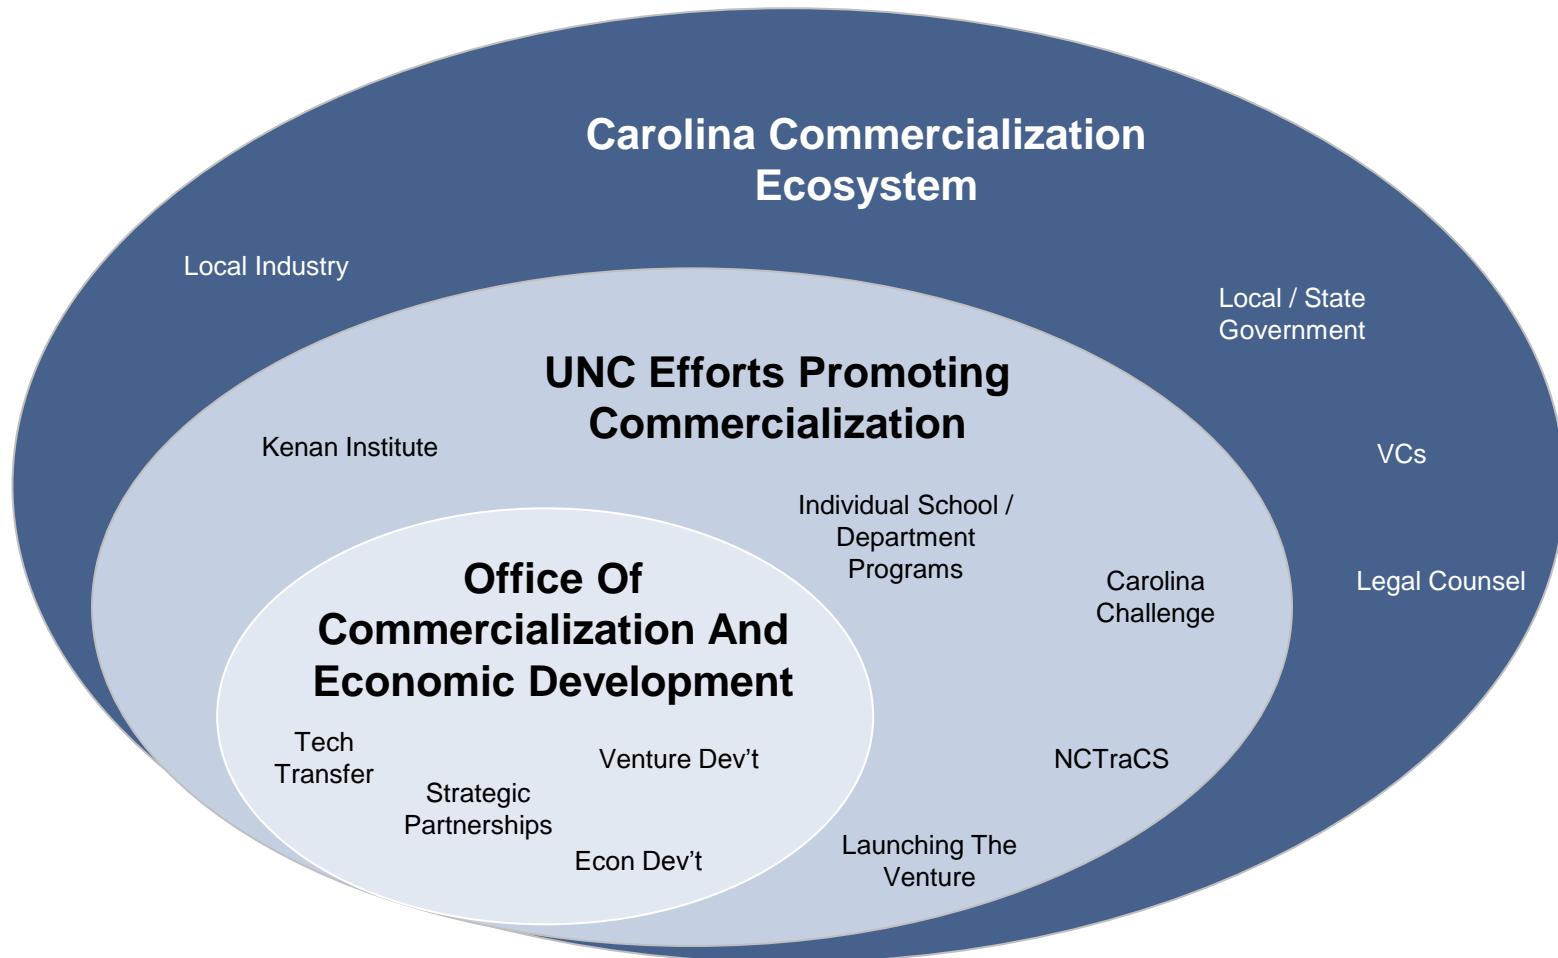 Carolina Commercialization
Ecosystem
Local Industry
Local / State
Government
UNC Efforts Promoting
Commercialization
Kenan Institute
VCs
Individual School /
Department
Programs
Carolina
Challenge
Legal Counsel
Office Of
Commercialization And
Economic Development
Tech
Transfer
Venture Dev’t
NCTraCS
Strategic
Partnerships
Econ Dev’t
Launching The
Venture